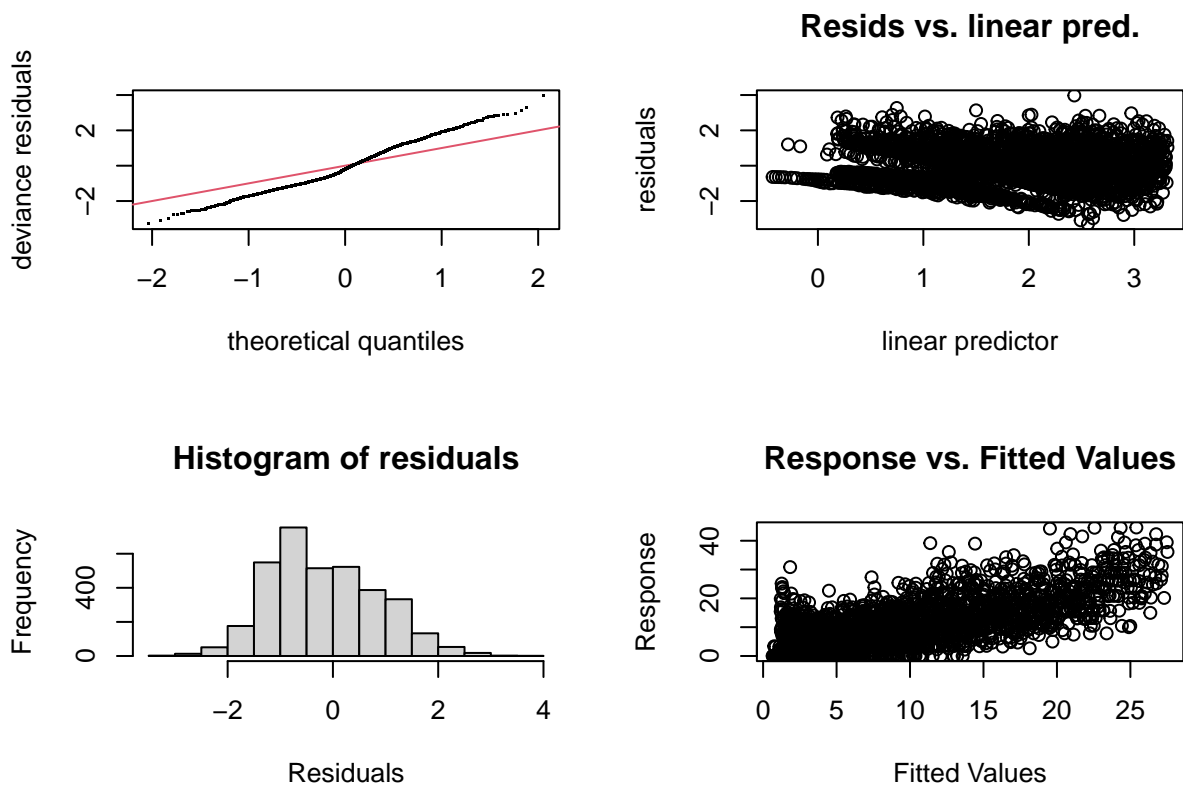 deviance residuals
2
−2
−2 −1 0 1 2
theoretical quantiles
Resids vs. linear pred.
residuals
2
−2
0 1 2 3
linear predictor
Histogram of residuals
Frequency
400
0
−2 0 2 4
Residuals
Response vs. Fitted Values
Response
40
20
0
0 5 10 15 20 25
Fitted Values